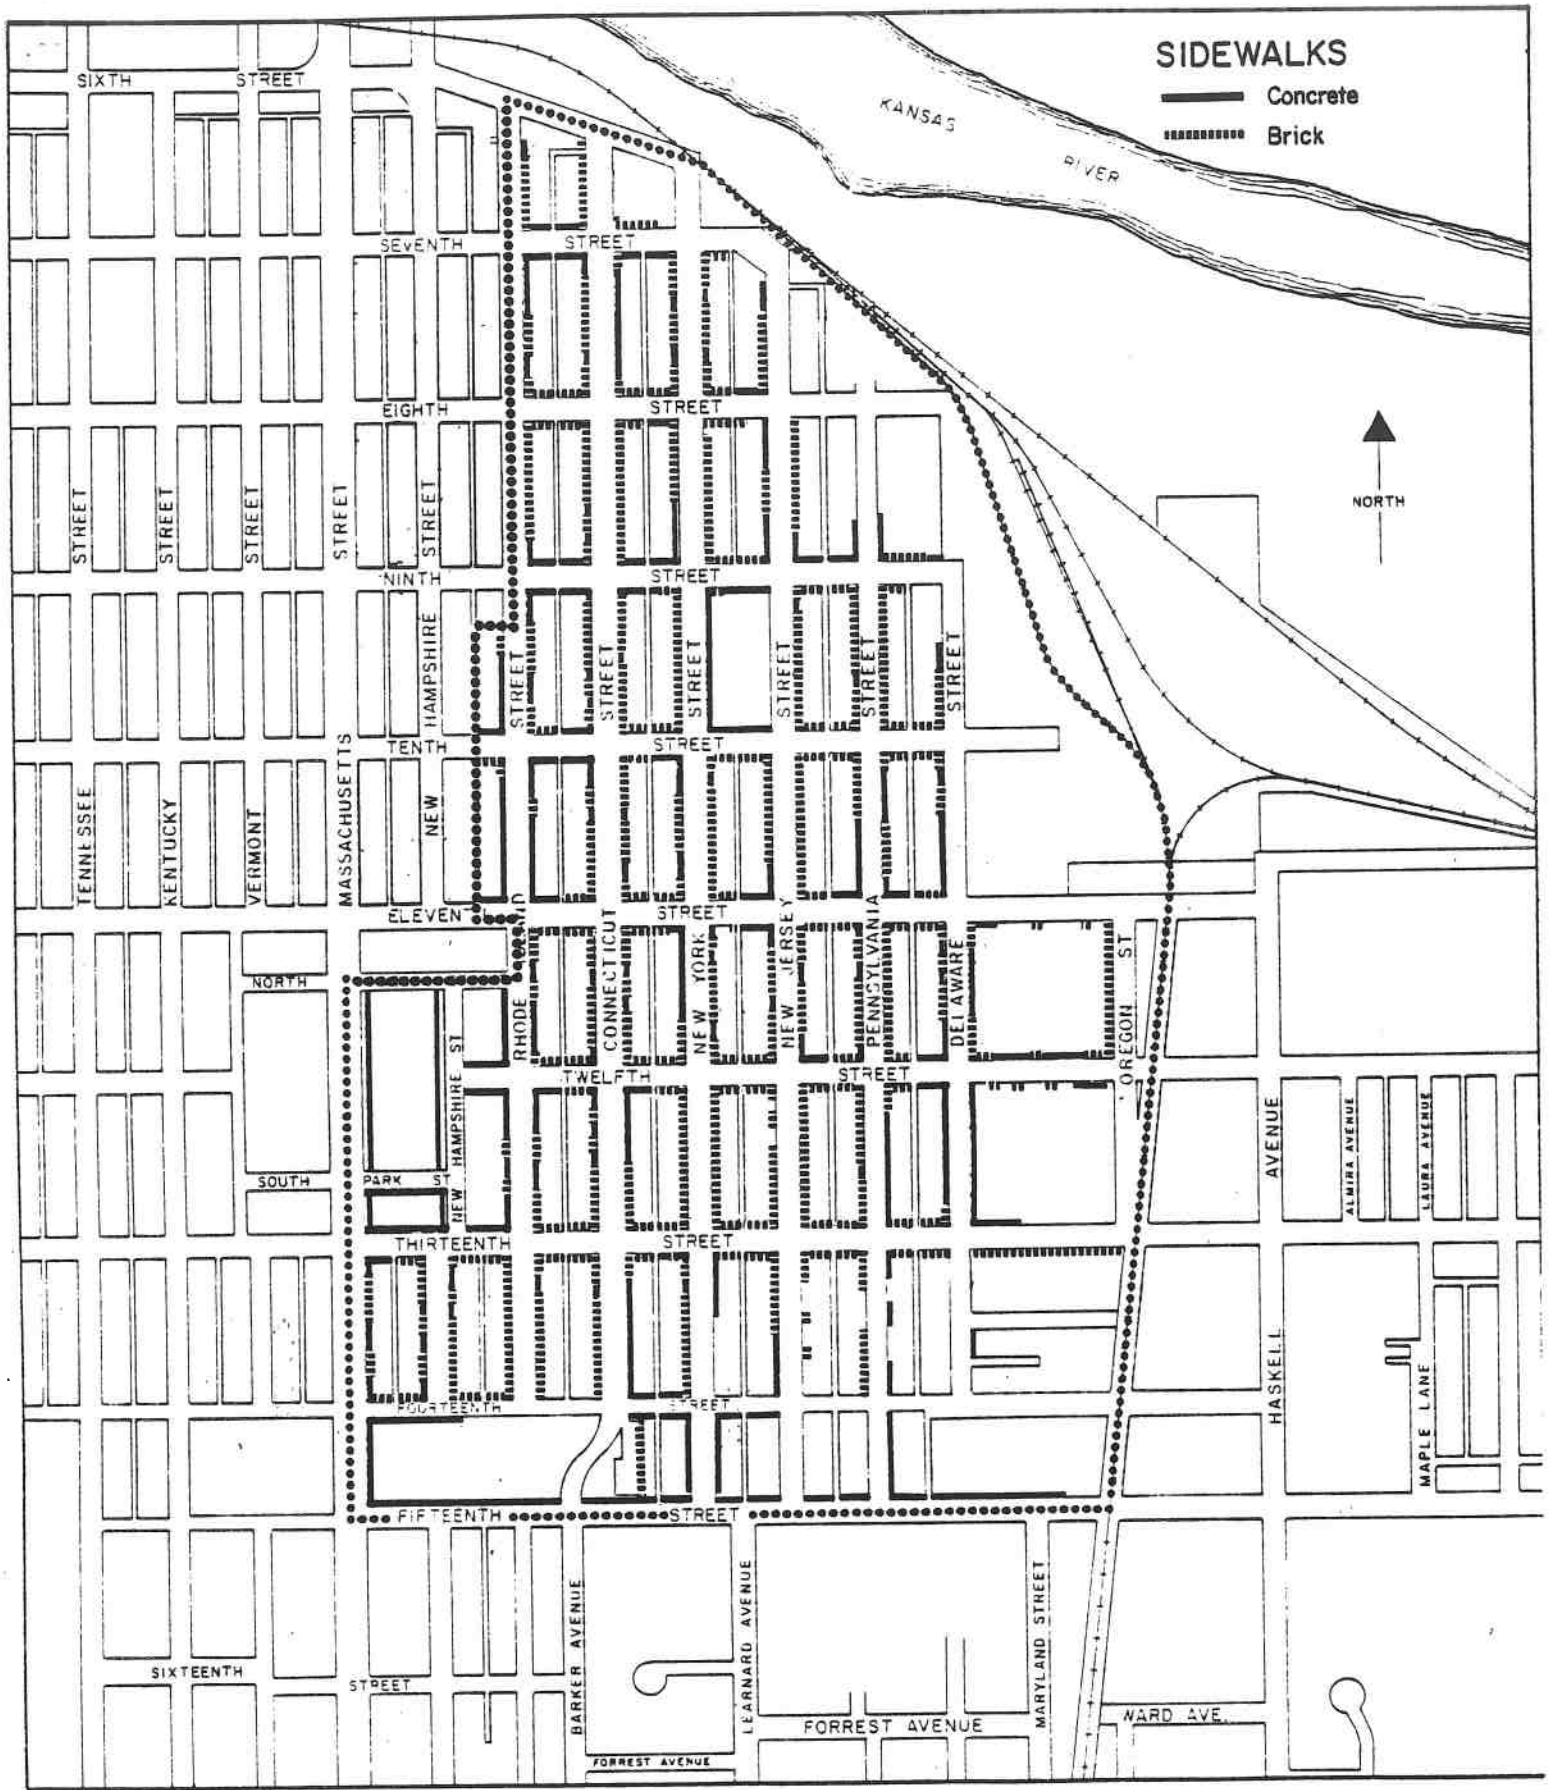 SIDEWALKS
Concrete
Brick
KANSAS
RIVER
NORTH
SIXTH STREET
SEVENTH STREET
EIGHTH STREET
STREET
STREET
STREET
STREET
STREET
NINTH STREET
STREET
STREET
STREET
STREET
STREET
STREET
TENTH STREET
TENNESSEE
KENTUCKY
VERMONT
MASSACHUSETTS
NEW HAMPSHIRE
ELEVENT STREET
RHODE
CONNECTICUT
NEW YORK
NEW JERSEY
PENNSYLVANIA
DELAWARE
OREGON ST
NORTH
TWELFTH STREET
NEW HAMPSHIRE ST
SOUTH PARK ST
AVENUE
HASKELL
ALMIRA AVENUE
LAURA AVENUE
THIRTEENTH STREET
MAPLE LANE
FOURTEENTH STREET
FIFTEENTH STREET
BARKER AVENUE
LEARNARD AVENUE
MARYLAND STREET
SIXTEENTH STREET
FORREST AVENUE
WARD AVE.
FORREST AVENUE